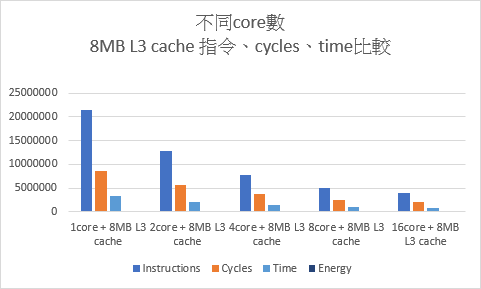 不同core數
8MB L3 cache 指令、cycles、time比較
25000000
20000000
15000000
10000000
5000000
0
1core + 8MB L3 cache
2core + 8MB L3 cache
4core + 8MB L3 cache
8core + 8MB L3 cache
16core + 8MB L3 cache
Instructions Cycles Time Energy